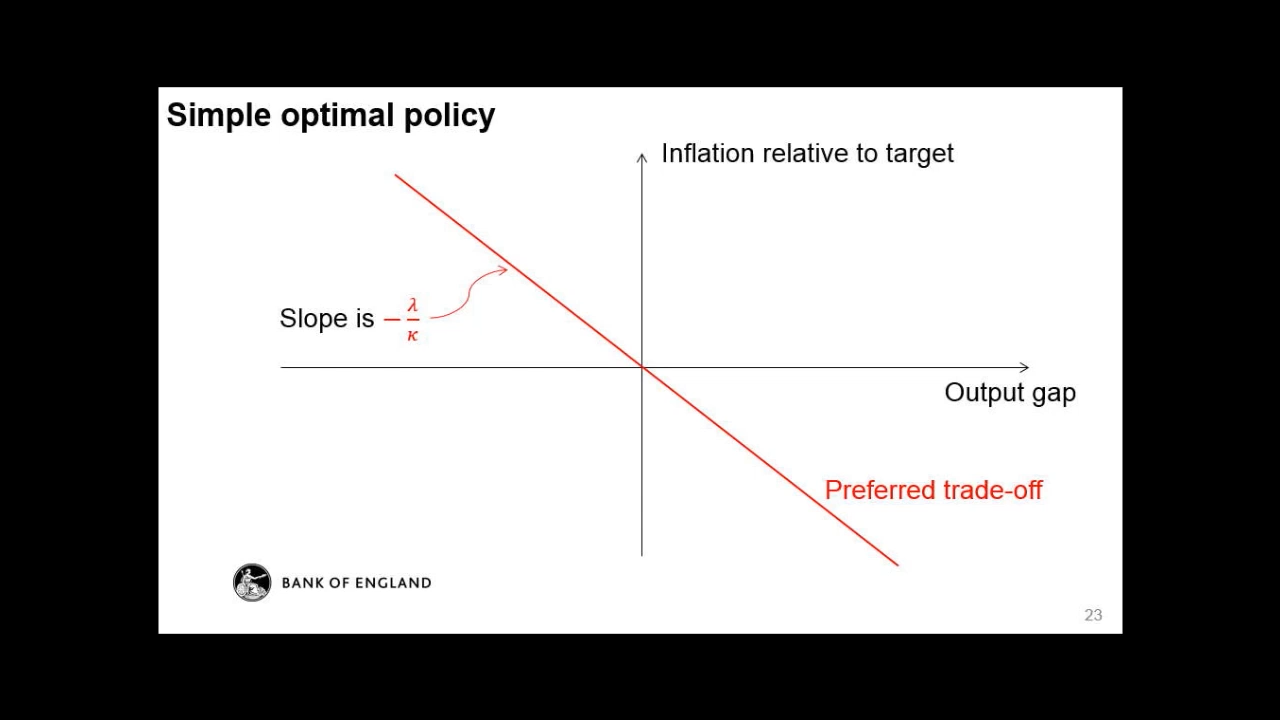 Simple optimal policy
Inflation relative to target
Slope is −λ/κ
Output gap
Preferred trade-off
BANK OF ENGLAND
23